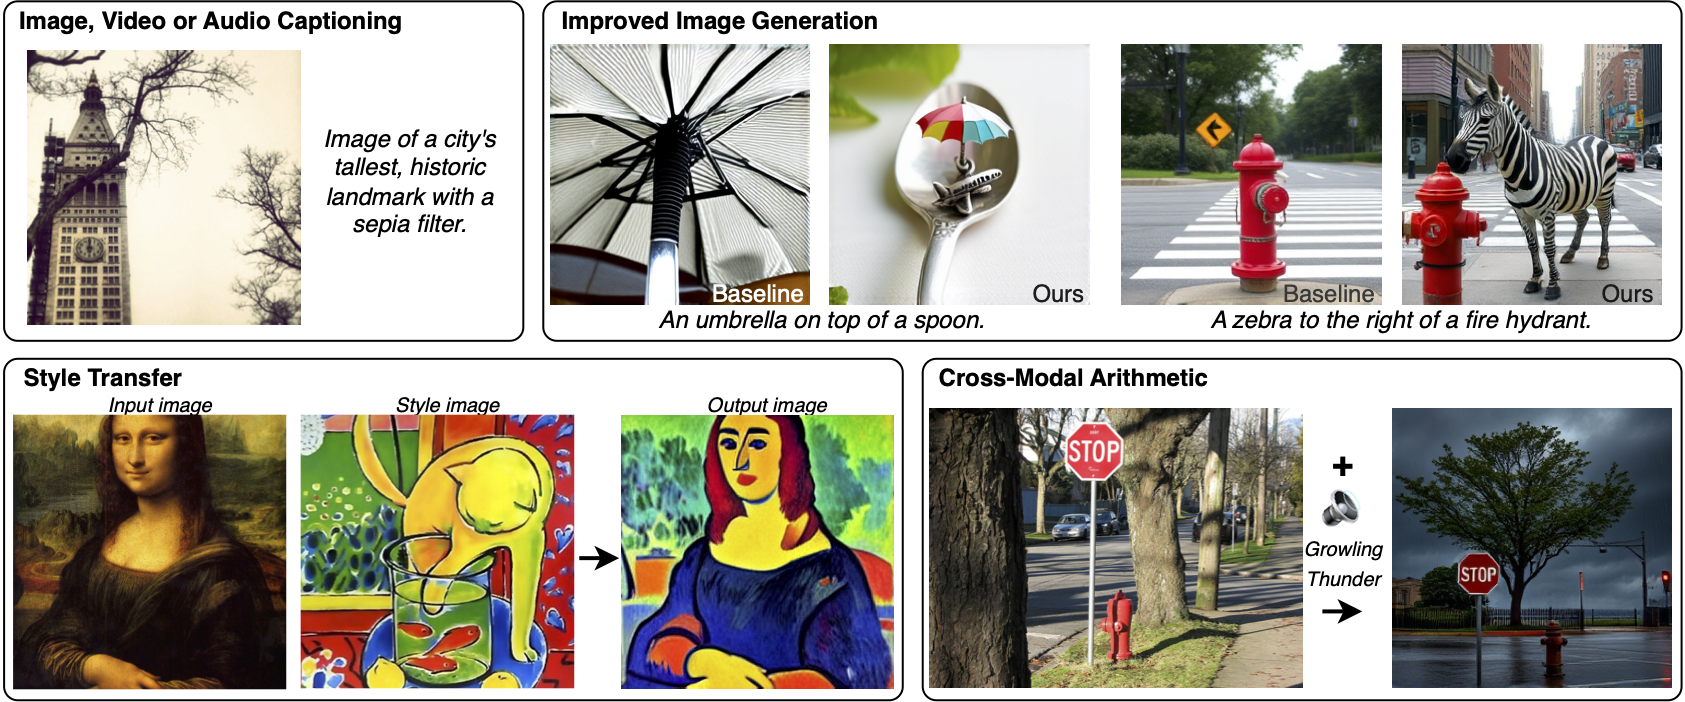 Image, Video or Audio Captioning
Image of a city's
tallest, historic
landmark with a
sepia filter.
Improved Image Generation
Baseline
Ours
An umbrella on top of a spoon.
Baseline
Ours
A zebra to the right of a fire hydrant.
Style Transfer
Input image
Style image
Output image
Cross-Modal Arithmetic
STOP
+
Growling
Thunder
STOP